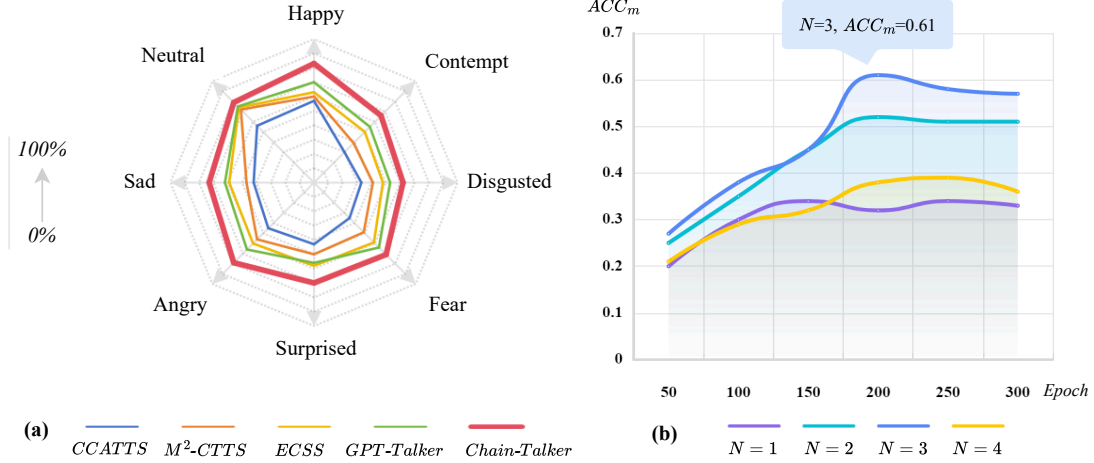 Happy
Neutral
Contempt
100%
Sad
Disgusted
0%
Angry
Fear
Surprised
(a)
CCATTS
M²-CTTS
ECSS
GPT-Talker
Chain-Talker
ACCₘ
N=3, ACCₘ=0.61
0.7
0.6
0.5
0.4
0.3
0.2
0.1
0
50 100 150 200 250 300 Epoch
(b)
N = 1
N = 2
N = 3
N = 4